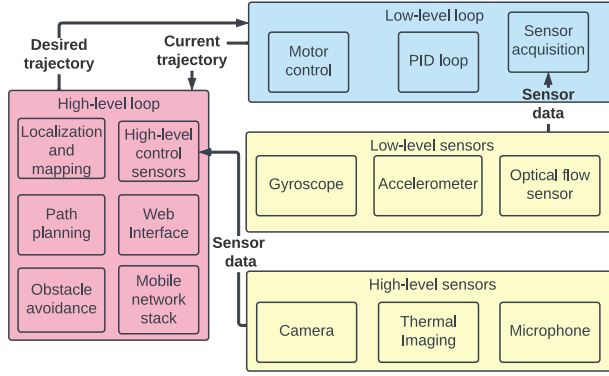 Low-level loop
Motor
control
PID loop
Sensor
acquisition
Desired
trajectory
Current
trajectory
Sensor
data
High-level loop
Localization
and
mapping
High-level
control
sensors
Path
planning
Web
Interface
Obstacle
avoidance
Mobile
network
stack
Low-level sensors
Gyroscope
Accelerometer
Optical flow
sensor
Sensor
data
High-level sensors
Camera
Thermal
Imaging
Microphone